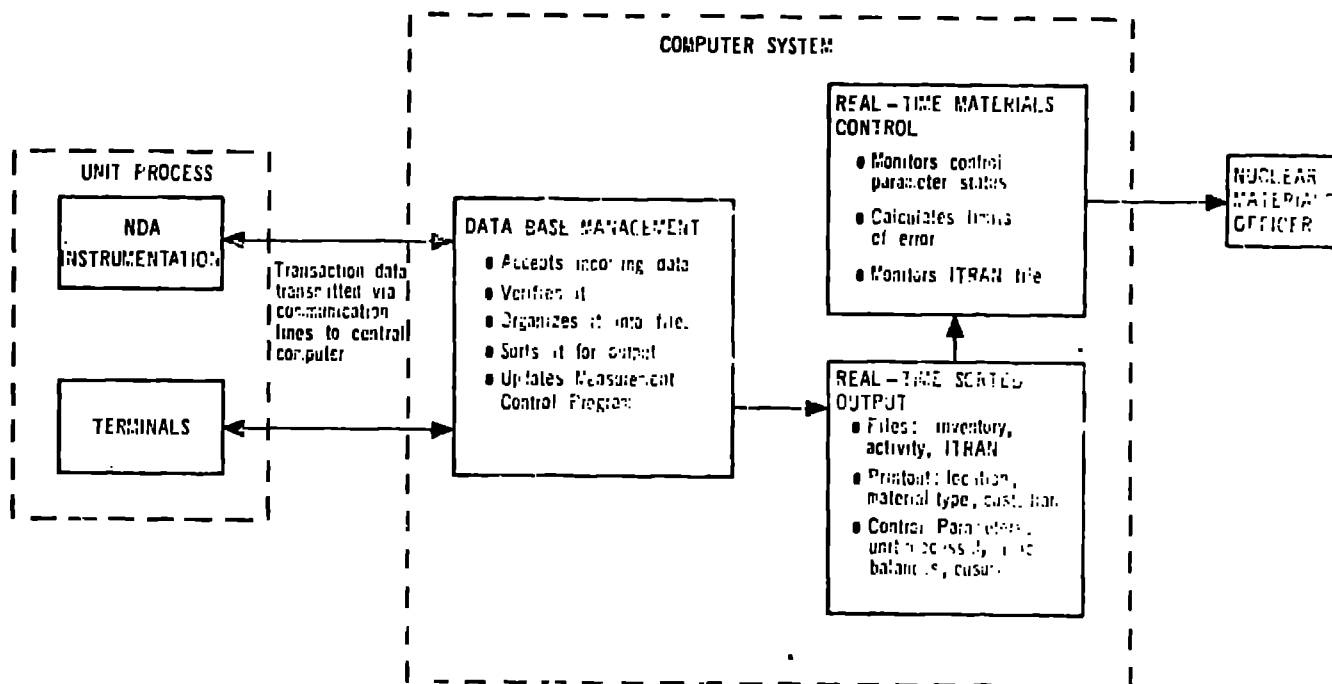 COMPUTER SYSTEM
UNIT PROCESS
NDA
INSTRUMENTATION
TERMINALS
Transaction data
transmitted via
communication
lines to central
computer
DATA BASE MANAGEMENT
● Accepts incoming data
● Verifies it
● Organizes it into files
● Sorts it for output
● Updates Measurement
Control Program
REAL-TIME MATERIALS
CONTROL
● Monitors control
parameter status
● Calculates limits
of error
● Monitors ITRAN file
REAL-TIME SORTED
OUTPUT
● Files: inventory,
activity, ITRAN
● Printout: location,
material type,
● Control Parameters,
balances,
NUCLEAR
MATERIALS
OFFICER